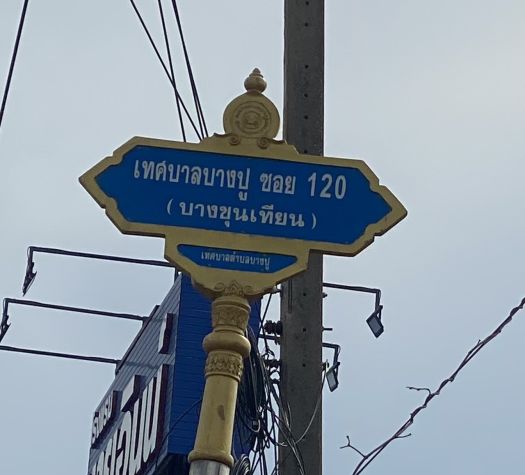 เทศบาลบางปู ซอย 120
(บางขุนเทียน)
เทศบาลตำบลบางปู